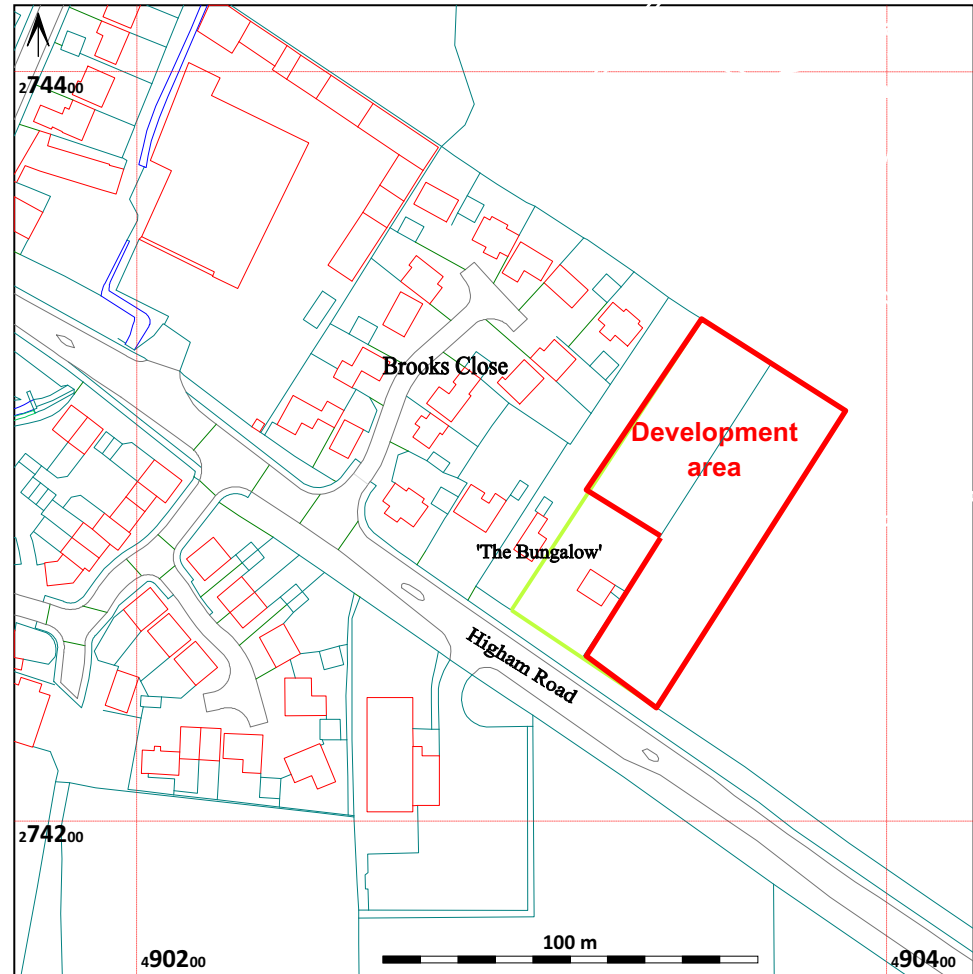 274400
Brooks Close
Development
area
'The Bungalow'
Higham Road
274200
490200
100 m
490400